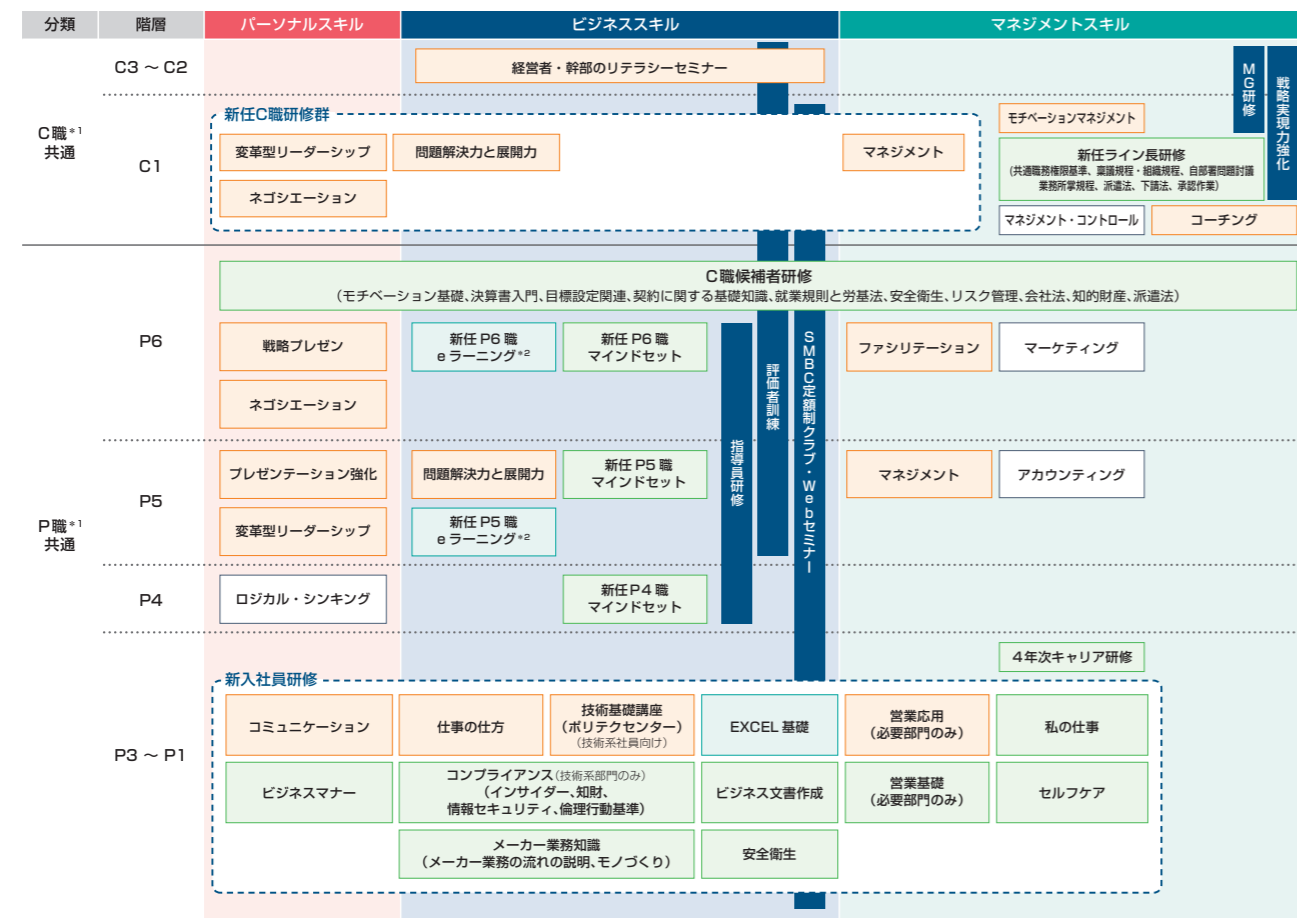 分類
階層
パーソナルスキル
ビジネススキル
マネジメントスキル
C職*1
共通
C3 ～ C2
経営者・幹部のリテラシーセミナー
MG研修
戦略実現力強化
C1
新任C職研修群
変革型リーダーシップ
問題解決力と展開力
マネジメント
ネゴシエーション
モチベーションマネジメント
新任ライン長研修
(共通職務権限基準、稟議規程・組織規程、自部署問題討議
業務所掌規程、派遣法、下請法、承認作業)
マネジメント・コントロール
コーチング
P職*1
共通
P6
C職候補者研修
(モチベーション基礎、決算書入門、目標設定関連、契約に関する基礎知識、就業規則と労基法、安全衛生、リスク管理、会社法、知的財産、派遣法)
戦略プレゼン
新任 P6 職
e ラーニング*2
新任 P6 職
マインドセット
ファシリテーション
マーケティング
ネゴシエーション
指導員研修
評価者訓練
SMBC定額制クラブ・Webセミナー
P5
プレゼンテーション強化
問題解決力と展開力
新任 P5 職
マインドセット
マネジメント
アカウンティング
変革型リーダーシップ
新任 P5 職
e ラーニング*2
P4
ロジカル・シンキング
新任P4 職
マインドセット
P3 ～ P1
4年次キャリア研修
新入社員研修
コミュニケーション
仕事の仕方
技術基礎講座
(ポリテクセンター)
(技術系社員向け)
EXCEL 基礎
営業応用
(必要部門のみ)
私の仕事
ビジネスマナー
コンプライアンス(技術系部門のみ)
(インサイダー、知財、
情報セキュリティ、倫理行動基準)
ビジネス文書作成
営業基礎
(必要部門のみ)
セルフケア
メーカー業務知識
(メーカー業務の流れの説明、モノづくり)
安全衛生